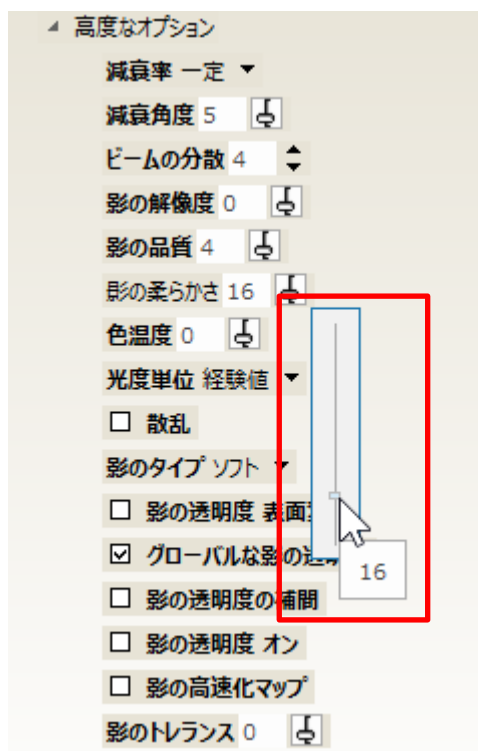 高度なオプション
減衰率 一定
減衰角度 5
ビームの分散 4
影の解像度 0
影の品質 4
影の柔らかさ 16
色温度 0
光度単位 経験値
散乱
影のタイプ ソフト
影の透明度 表面
グローバルな影の透
16
影の透明度の補間
影の透明度 オン
影の高速化マップ
影のトレランス 0